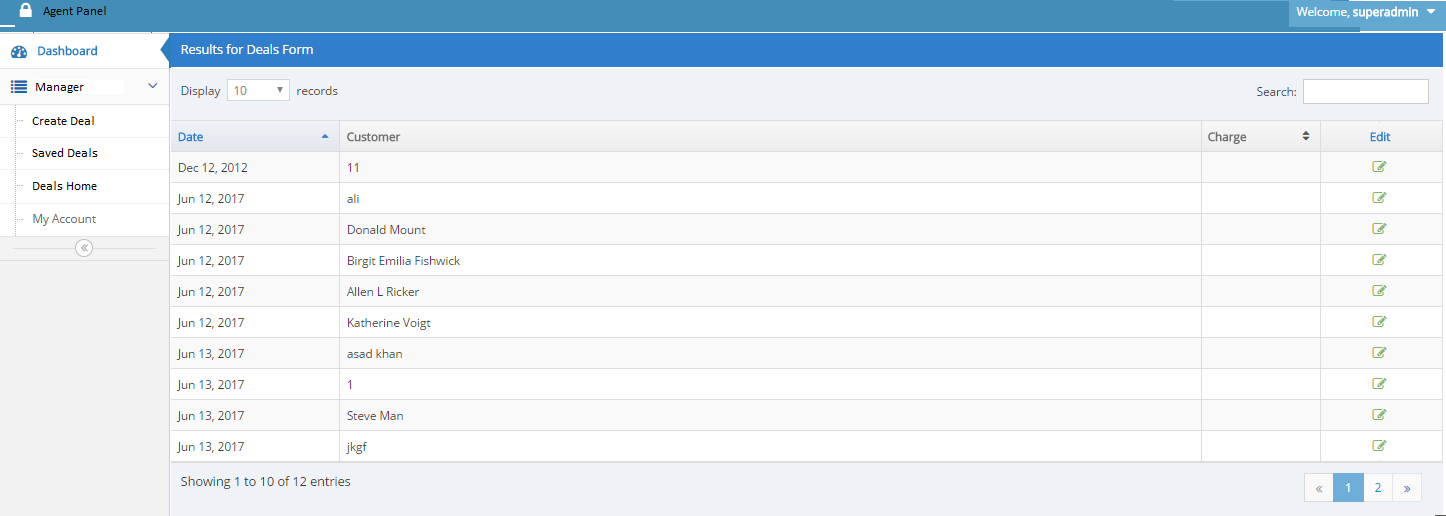 Agent Panel
Welcome, superadmin
Dashboard
Manager
Create Deal
Saved Deals
Deals Home
My Account
Results for Deals Form
Display 10 records
Search:
Date Customer Charge Edit
Dec 12, 2012 11
Jun 12, 2017 ali
Jun 12, 2017 Donald Mount
Jun 12, 2017 Birgit Emilia Fishwick
Jun 12, 2017 Allen L Ricker
Jun 12, 2017 Katherine Voigt
Jun 13, 2017 asad khan
Jun 13, 2017 1
Jun 13, 2017 Steve Man
Jun 13, 2017 jkgf
Showing 1 to 10 of 12 entries
« 1 2 »